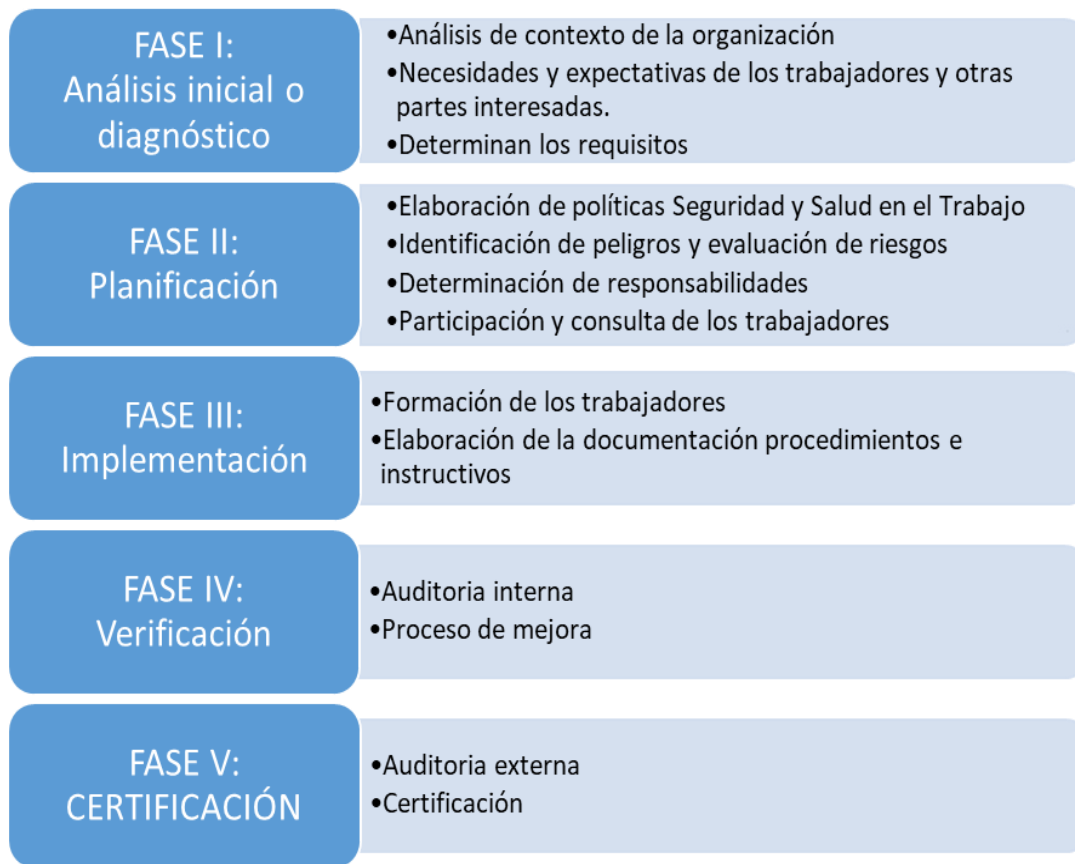 FASE I:
Análisis inicial o
diagnóstico
•Análisis de contexto de la organización
•Necesidades y expectativas de los trabajadores y otras
partes interesadas.
•Determinan los requisitos
FASE II:
Planificación
•Elaboración de políticas Seguridad y Salud en el Trabajo
•Identificación de peligros y evaluación de riesgos
•Determinación de responsabilidades
•Participación y consulta de los trabajadores
FASE III:
Implementación
•Formación de los trabajadores
•Elaboración de la documentación procedimientos e
instructivos
FASE IV:
Verificación
•Auditoria interna
•Proceso de mejora
FASE V:
CERTIFICACIÓN
•Auditoria externa
•Certificación